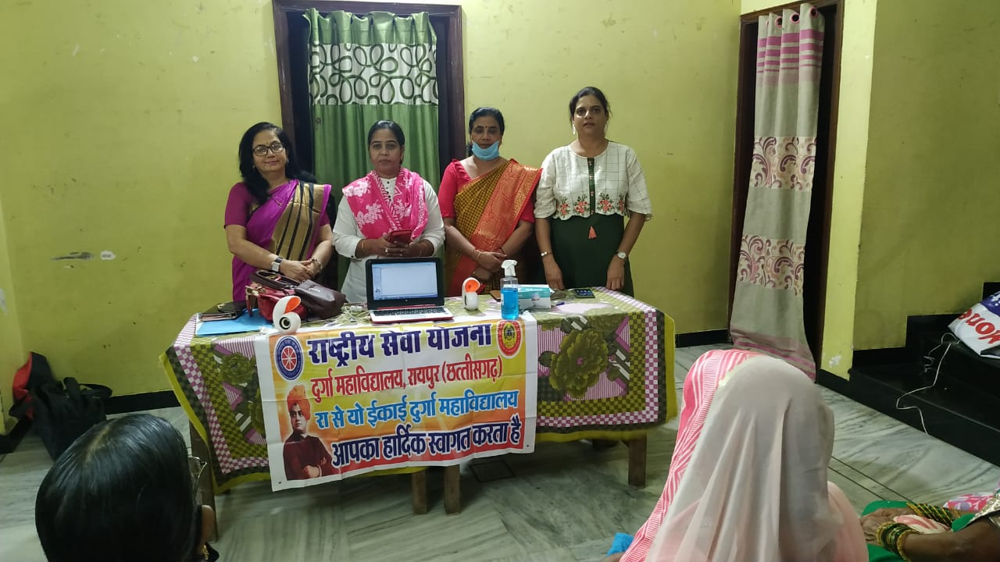 राष्ट्रीय सेवा योजना
दुर्गा महाविद्यालय, रायपुर (छत्तीसगढ़)
रा से यो ईकाई दुर्गा महाविद्यालय
आपका हार्दिक स्वागत करता है